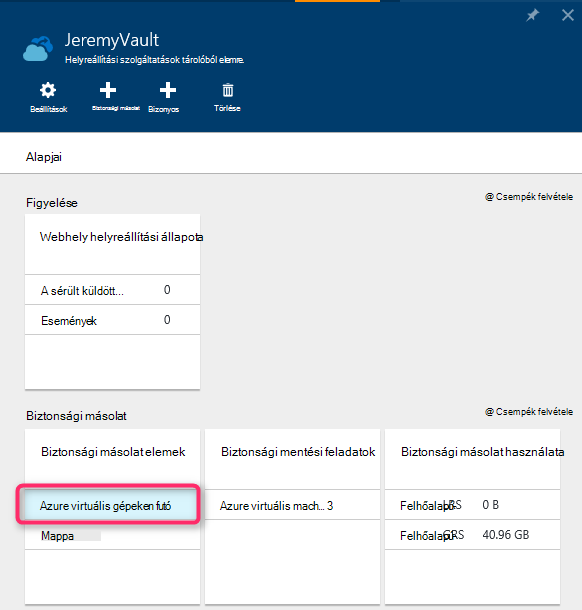 JeremyVault
Helyreállítási szolgáltatások tárolóból elemre.
Beállítások Biztonsági másolat Bizonyos Törlése
Alapjai
Figyelése @ Csempék felvétele
Webhely helyreállítási állapota
A sérült küldött... 0
Események 0
Biztonsági másolat @ Csempék felvétele
Biztonsági másolat elemek Biztonsági mentési feladatok Biztonsági másolat használata
Azure virtuális gépeken futó Azure virtuális mach... 3 Felhőalapú LRS 0 B
Mappa Felhőalapú GRS 40.96 GB